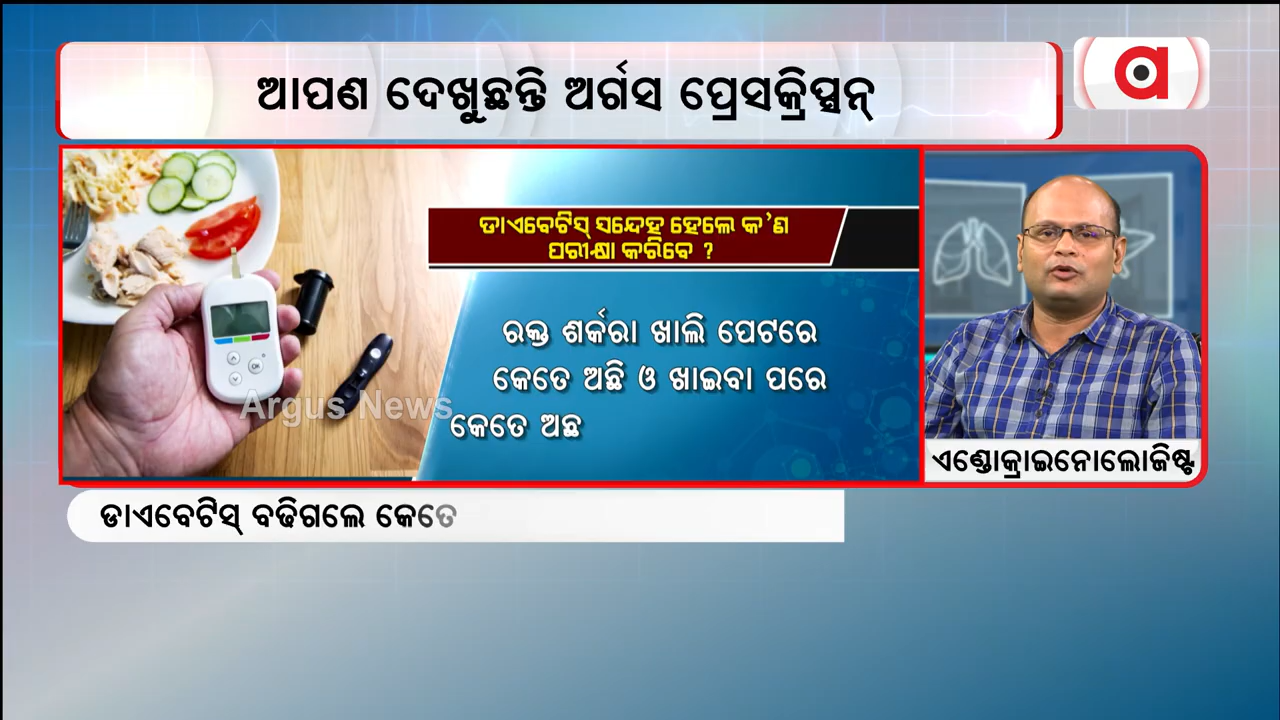 ଆପଣ ଦେଖୁଛନ୍ତି ଅର୍ଗସ ପ୍ରେସକ୍ରିପ୍ସନ୍
a
ଡାଏବେଟିସ୍ ସନ୍ଦେହ ହେଲେ କ'ଣ
ପରୀକ୍ଷା କରିବେ ?
ରକ୍ତ ଶର୍କରା ଖାଲି ପେଟରେ
କେତେ ଅଛି ଓ ଖାଇବା ପରେ
କେତେ ଅଛ
OK
Argus News
ଏଣ୍ଡୋକ୍ରାଇନୋଲୋଜିଷ୍ଟ
ଡାଏବେଟିସ୍ ବଢିଗଲେ କେତେ